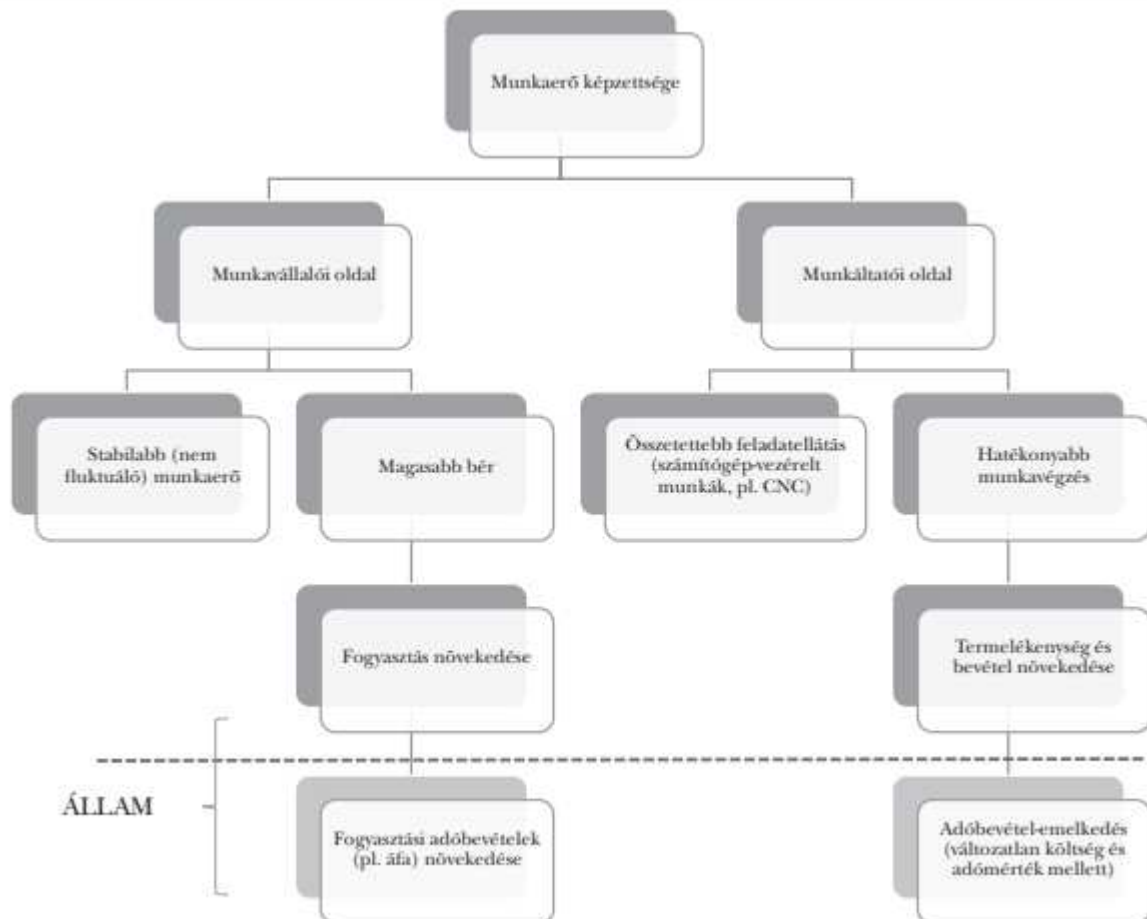 Munkaerő képzettsége
Munkavállalói oldal
Munkáltatói oldal
Stabilabb (nem
fluktuáló) munkaerő
Magasabb bér
Összetettebb feladatellátás
(számítógép-vezérelt
munkák, pl. CNC)
Hatékonyabb
munkavégzés
Fogyasztás növekedése
Termelékenység és
bevétel növekedése
ÁLLAM
Fogyasztási adóbevételek
(pl. áfa) növekedése
Adóbevétel-emelkedés
(változatlan költség és
adómérték mellett)